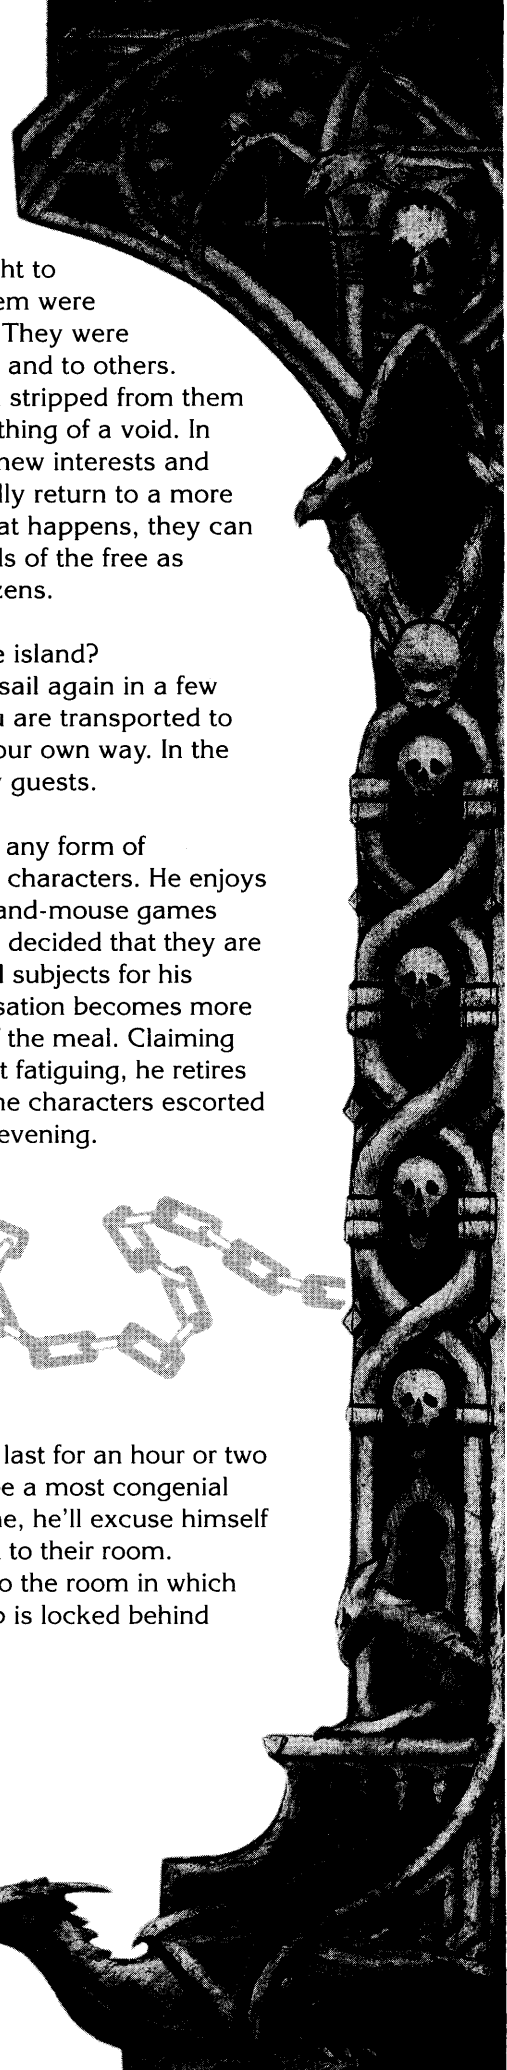 ht to
em were
They were
and to others.
stripped from them
thing of a void. In
new interests and
lly return to a more
at happens, they can
ls of the free as
zens.
e island?
sail again in a few
u are transported to
our own way. In the
guests.
any form of
characters. He enjoys
and-mouse games
decided that they are
l subjects for his
sation becomes more
the meal. Claiming
t fatiguing, he retires
he characters escorted
evening.
last for an hour or two
e a most congenial
ne, he'll excuse himself
to their room.
o the room in which
p is locked behind